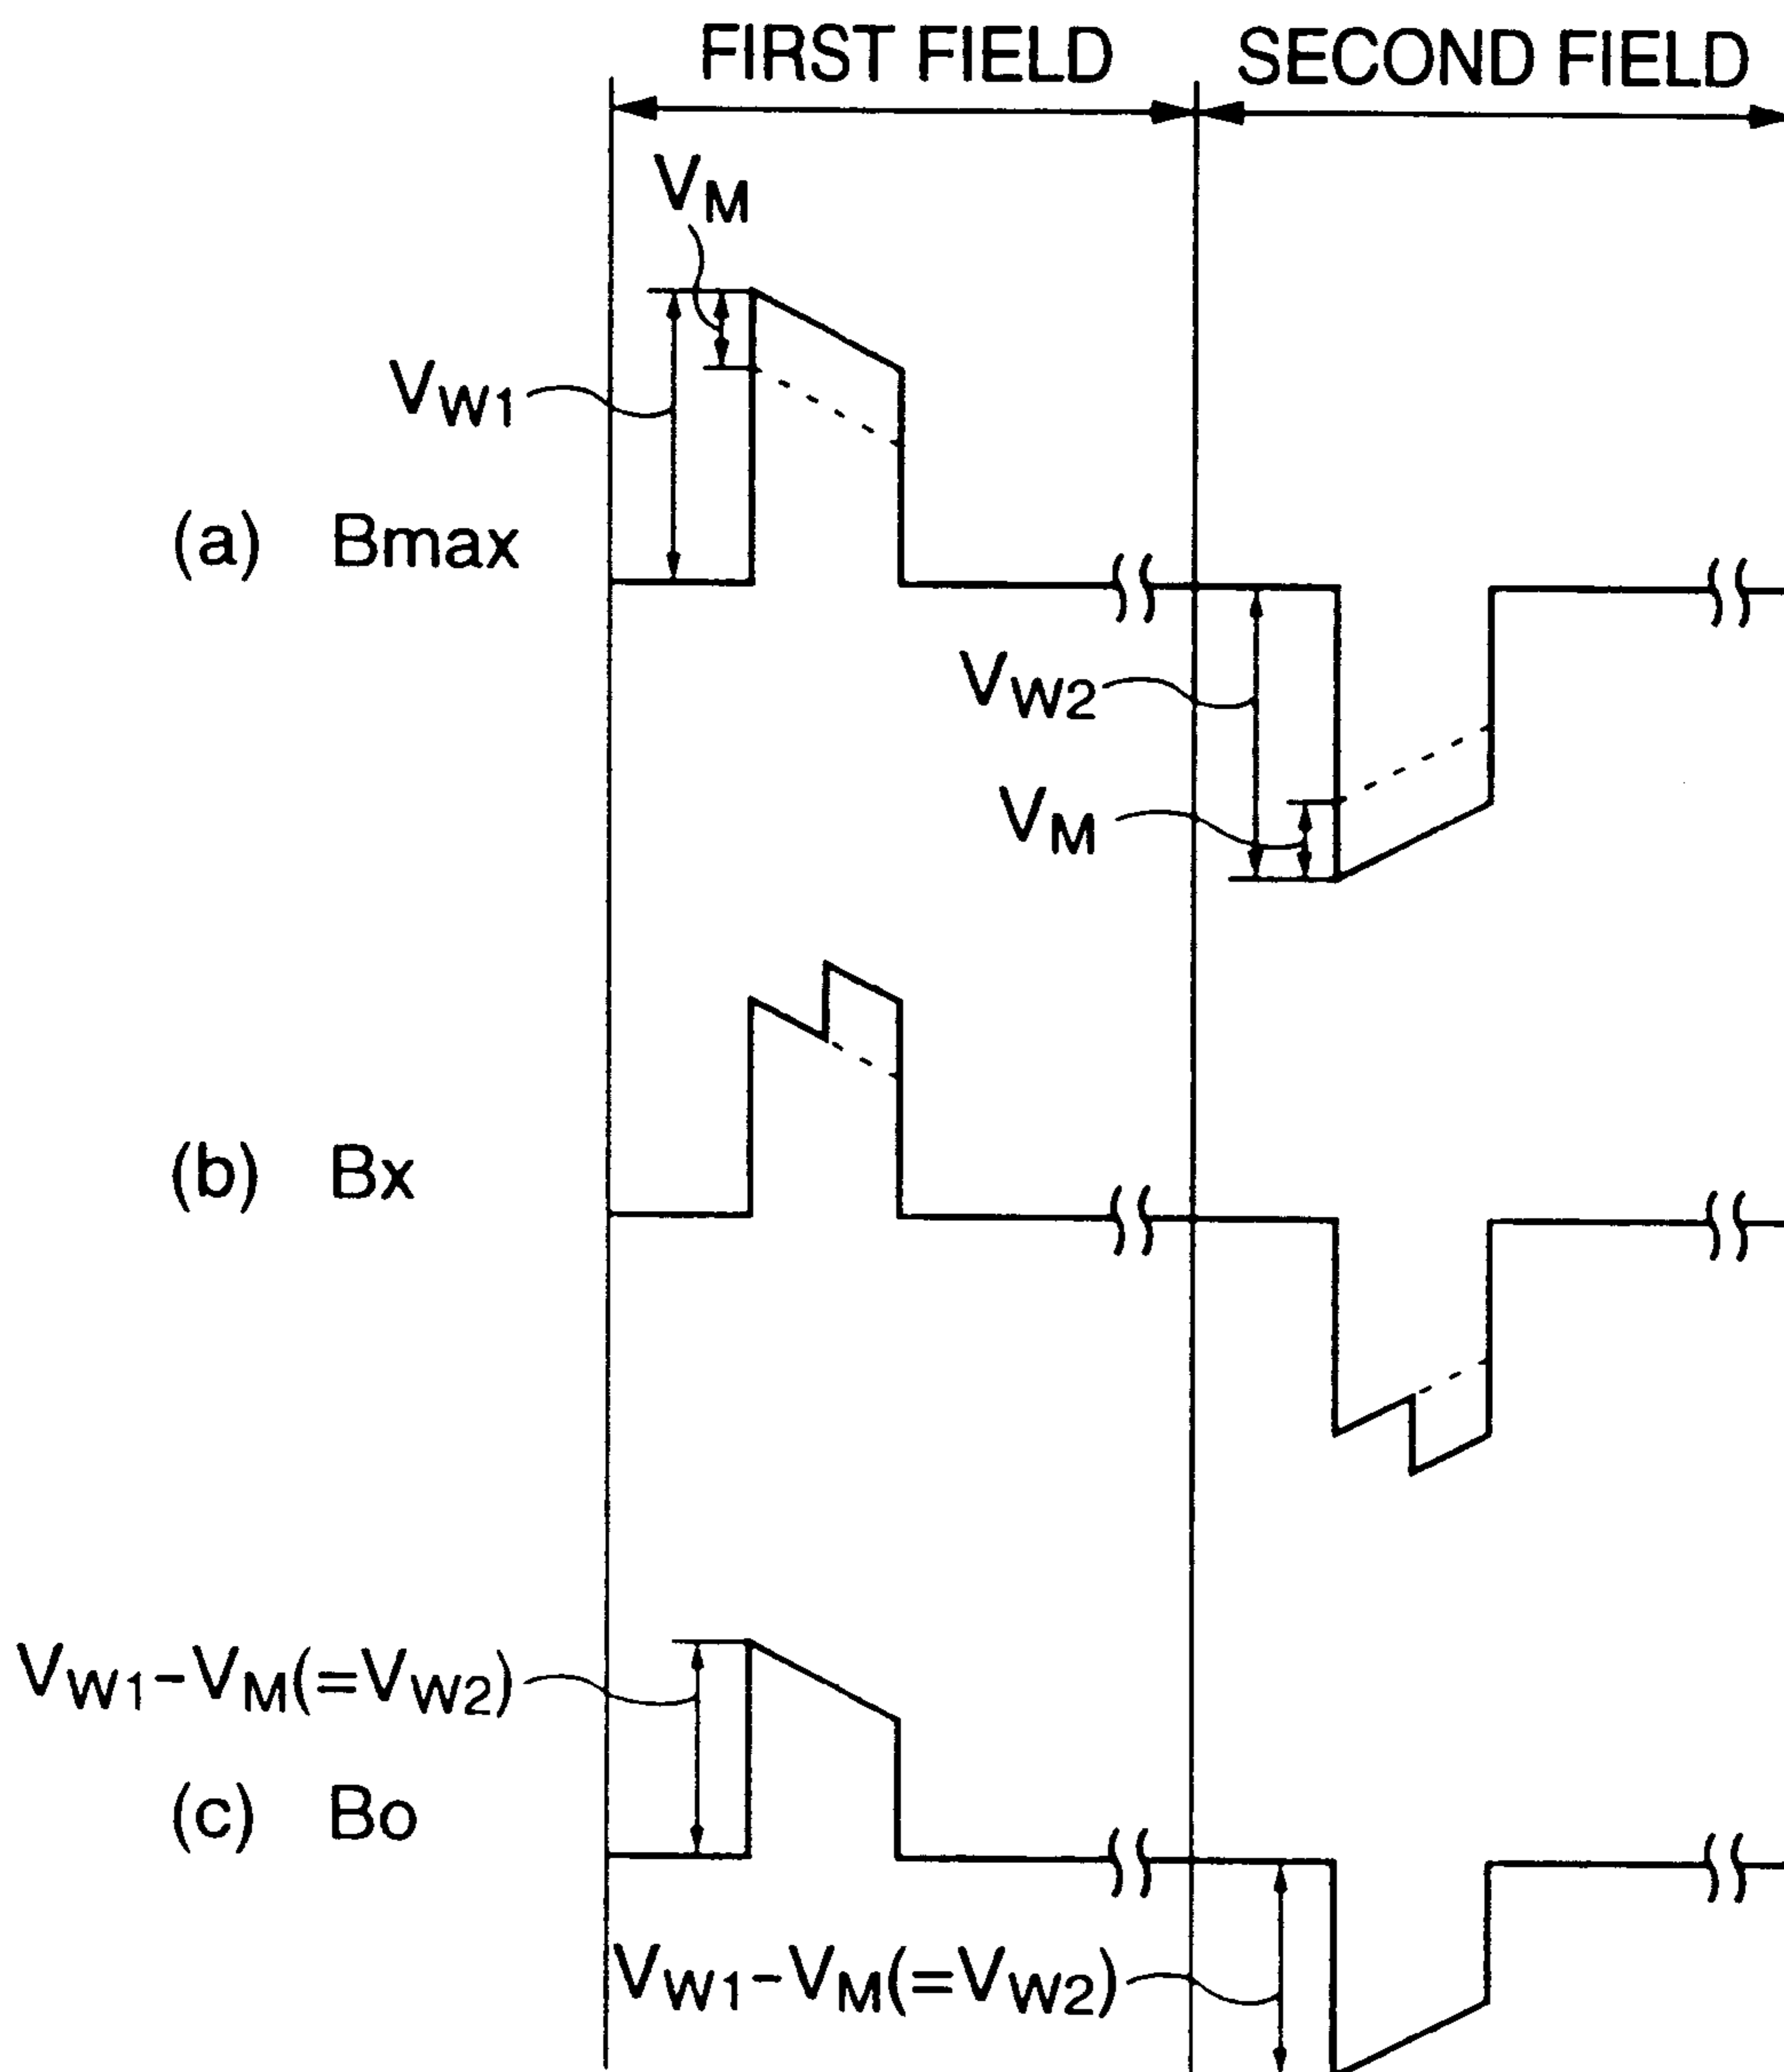 FIRST FIELD SECOND FIELD
VM
VW1
(a) Bmax
VW2
VM
(b) Bx
VW1-VM(=VW2)
(c) Bo
VW1-VM(=VW2)